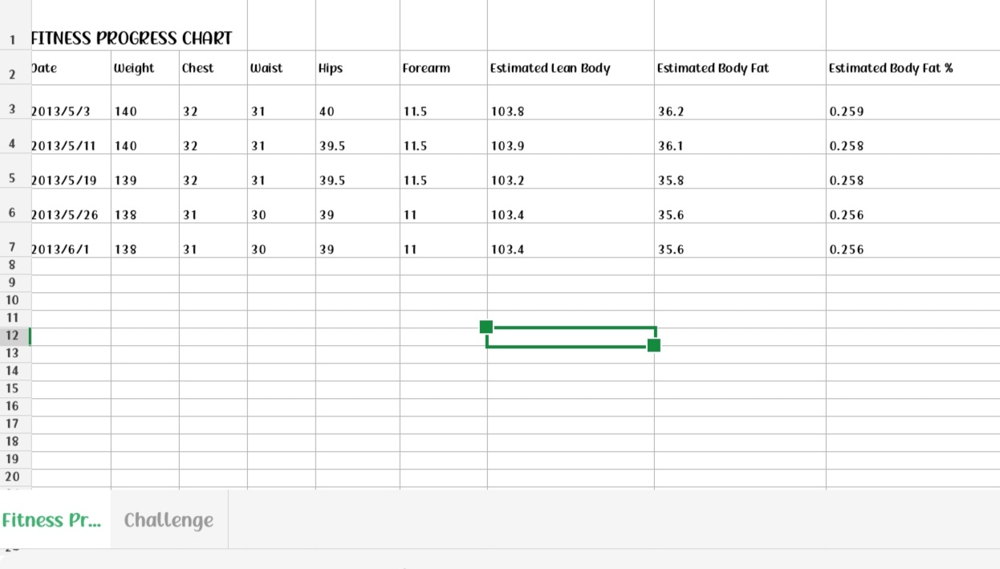 1 FITNESS PROGRESS CHART
2 Date Weight Chest Waist Hips Forearm Estimated Lean Body Estimated Body Fat Estimated Body Fat %
3 2013/5/3 140 32 31 40 11.5 103.8 36.2 0.259
4 2013/5/11 140 32 31 39.5 11.5 103.9 36.1 0.258
5 2013/5/19 139 32 31 39.5 11.5 103.2 35.8 0.258
6 2013/5/26 138 31 30 39 11 103.4 35.6 0.256
7 2013/6/1 138 31 30 39 11 103.4 35.6 0.256
8
9
10
11
12
13
14
15
16
17
18
19
20
Fitness Pr... Challenge